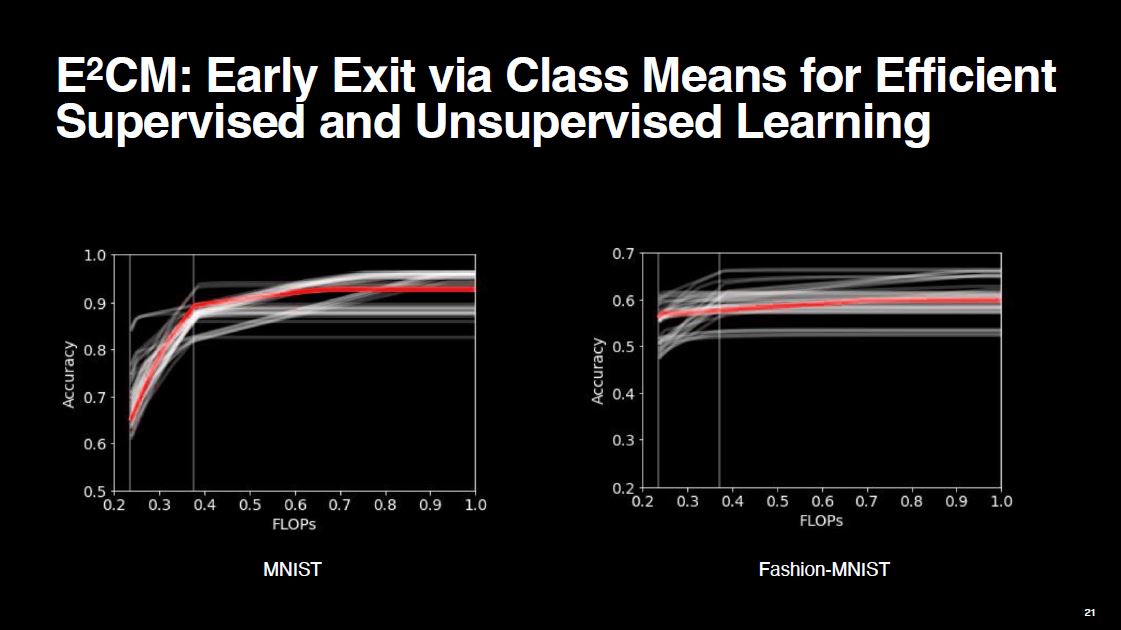 E²CM: Early Exit via Class Means for Efficient
Supervised and Unsupervised Learning
1.0
0.9
0.8
0.7
0.6
0.5
Accuracy
0.2 0.3 0.4 0.5 0.6 0.7 0.8 0.9 1.0
FLOPs
MNIST
0.7
0.6
0.5
0.4
0.3
0.2
Accuracy
0.2 0.3 0.4 0.5 0.6 0.7 0.8 0.9 1.0
FLOPs
Fashion-MNIST
21